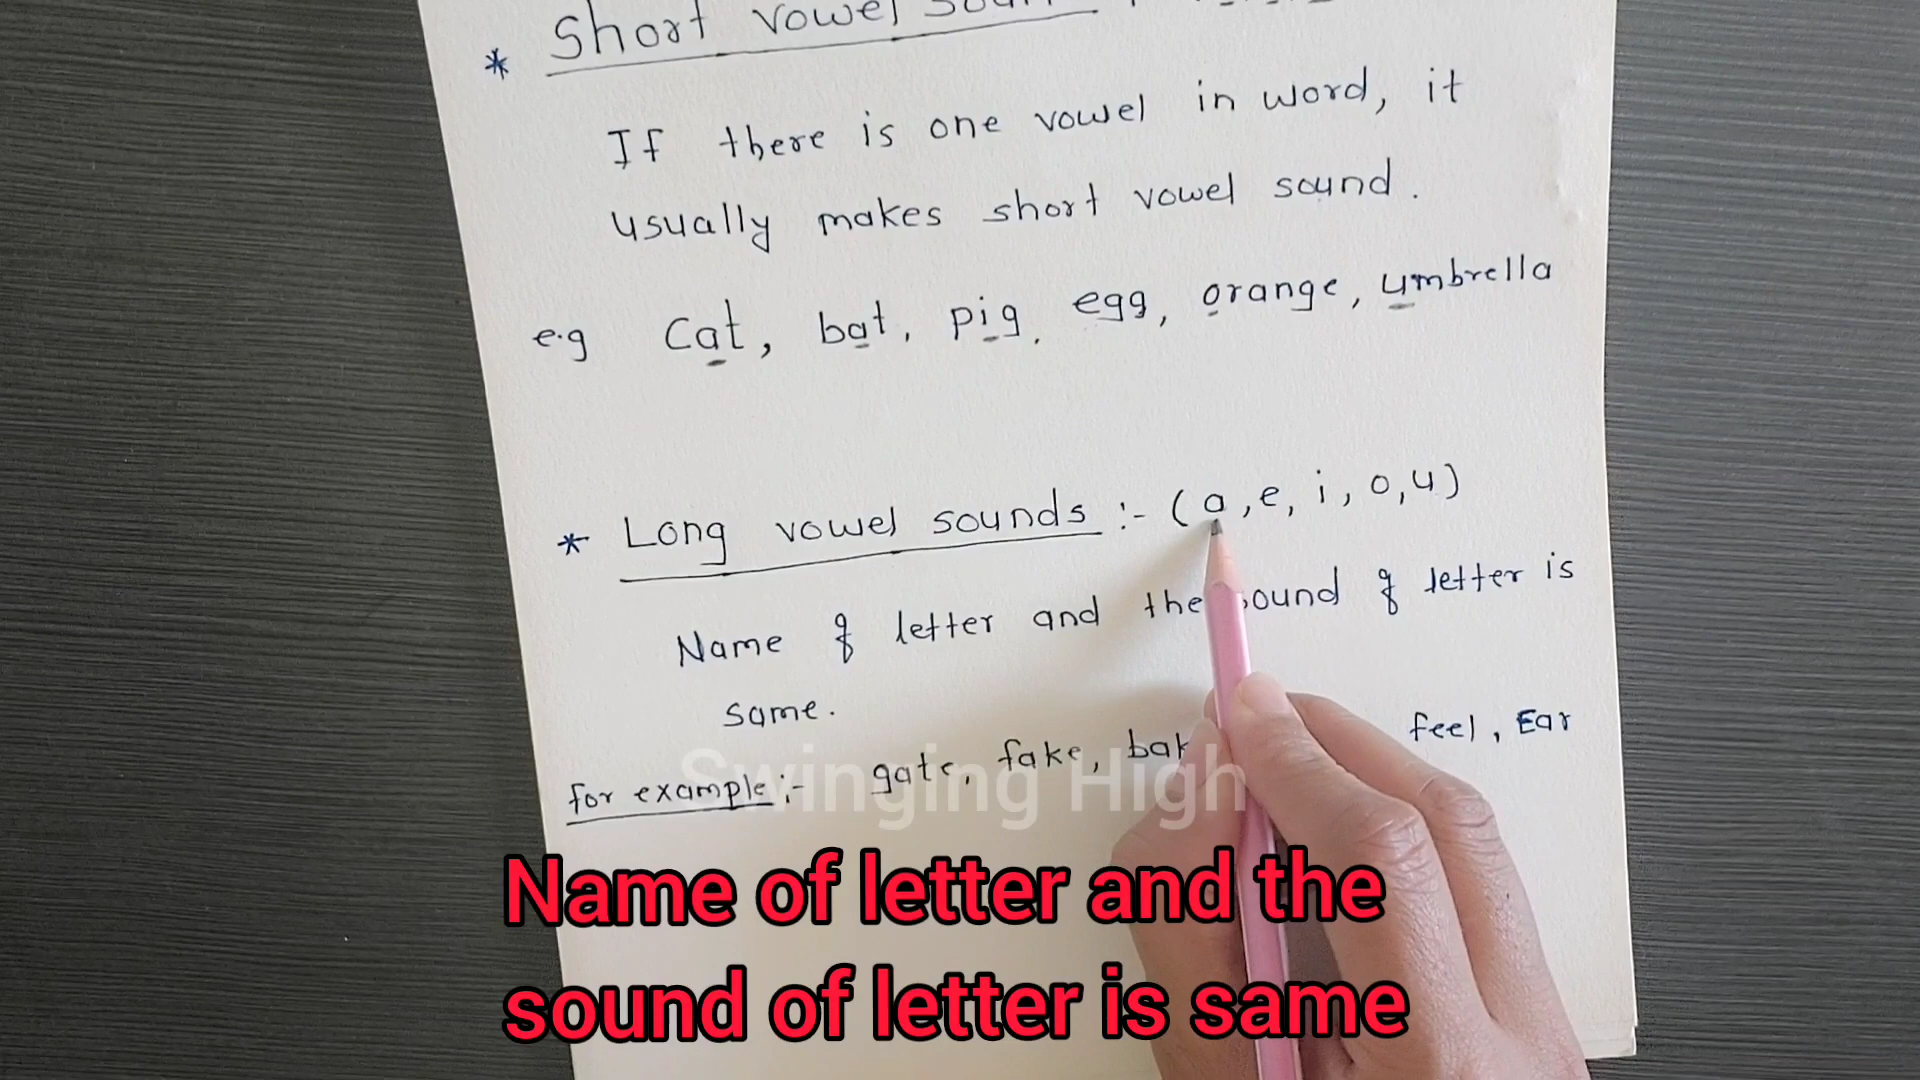 * Short vowel
If there is one vowel in word, it
usually makes short vowel sound.
e.g cat, bat, pig, egg, orange, umbrella
* Long vowel sounds :- (a, e, i, o, u)
Name of letter and the sound of letter is
same.
for example :- gate, fake, bak feel, Ear
Swinging High
Name of letter and the
sound of letter is same